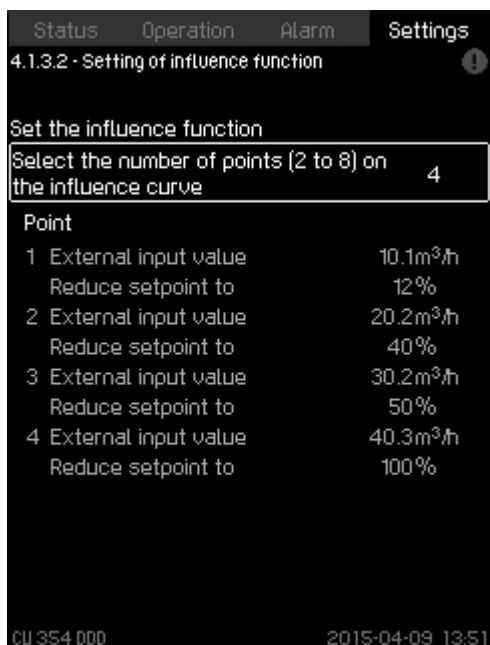 Status Operation Alarm Settings
4.1.3.2 - Setting of influence function
Set the influence function
Select the number of points (2 to 8) on
the influence curve 4
Point
1 External input value 10.1m³/h
Reduce setpoint to 12%
2 External input value 20.2m³/h
Reduce setpoint to 40%
3 External input value 30.2m³/h
Reduce setpoint to 50%
4 External input value 40.3m³/h
Reduce setpoint to 100%
CU 354 DDD 2015-04-09 13:51